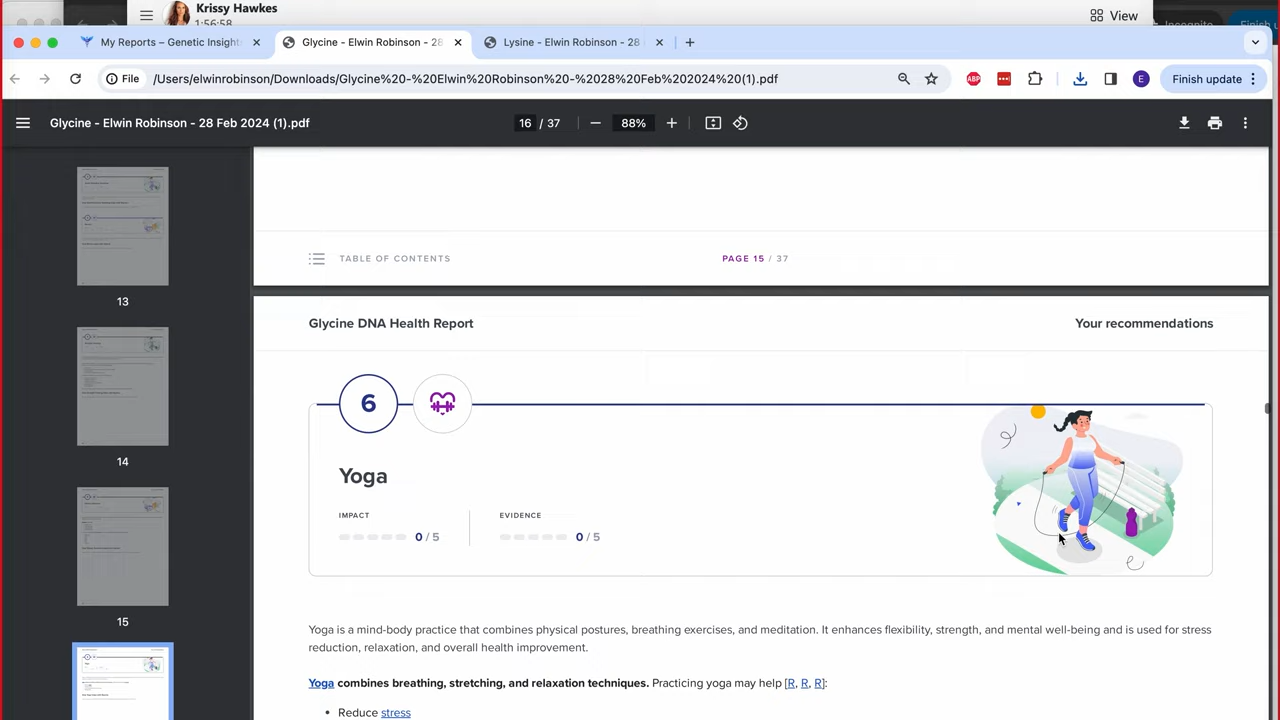 Krissy Hawkes
1:56:58
View
Incognito
Finish u
My Reports – Genetic Insight
Glycine - Elwin Robinson - 28
Lysine - Elwin Robinson - 28
File
/Users/elwinrobinson/Downloads/Glycine%20-%20Elwin%20Robinson%20-%2028%20Feb%202024%20(1).pdf
ABP
E
Finish update
Glycine - Elwin Robinson - 28 Feb 2024 (1).pdf
16 / 37
88%
13
14
15
TABLE OF CONTENTS
PAGE 15 / 37
Glycine DNA Health Report
Your recommendations
6
Yoga
IMPACT
0 / 5
EVIDENCE
0 / 5
Yoga is a mind-body practice that combines physical postures, breathing exercises, and meditation. It enhances flexibility, strength, and mental well-being and is used for stress
reduction, relaxation, and overall health improvement.
Yoga combines breathing, stretching, and relaxation techniques. Practicing yoga may help to [R, R]:
• Reduce stress